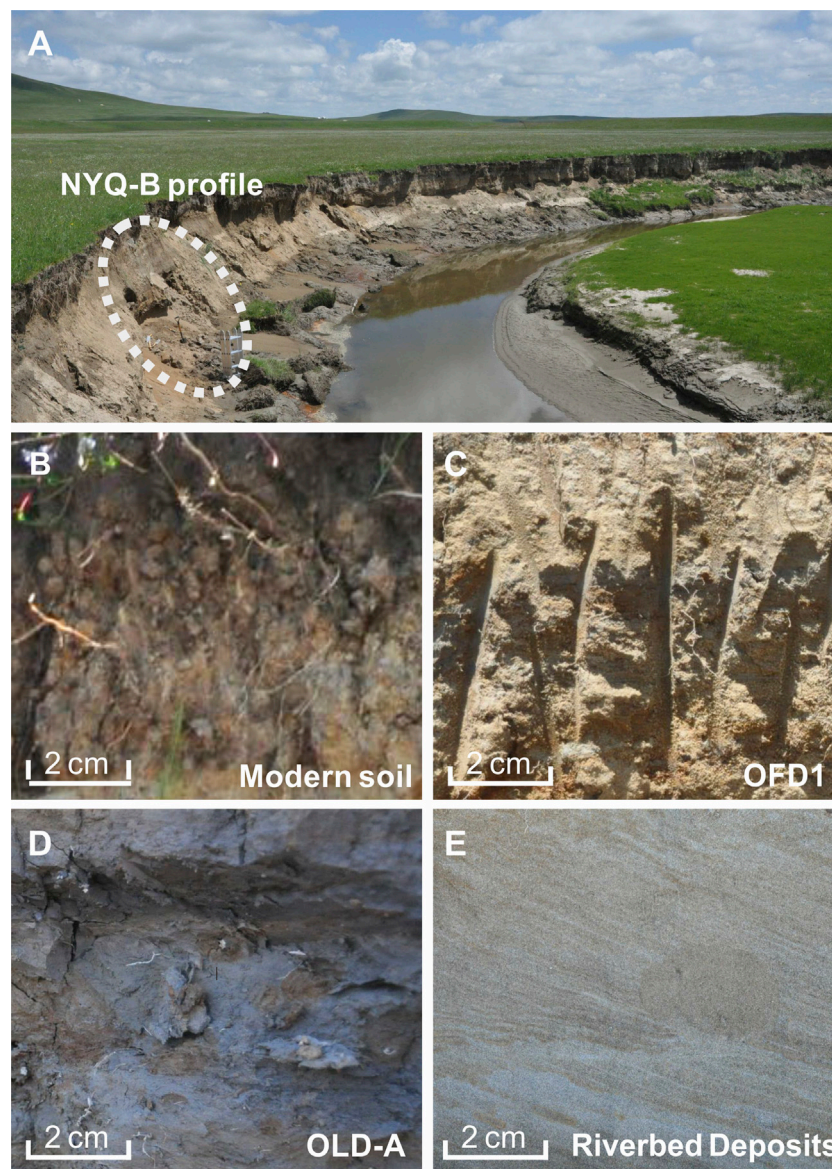 A
NYQ-B profile
B
2 cm
Modern soil
C
2 cm
OFD1
D
2 cm
OLD-A
E
2 cm
Riverbed Deposits